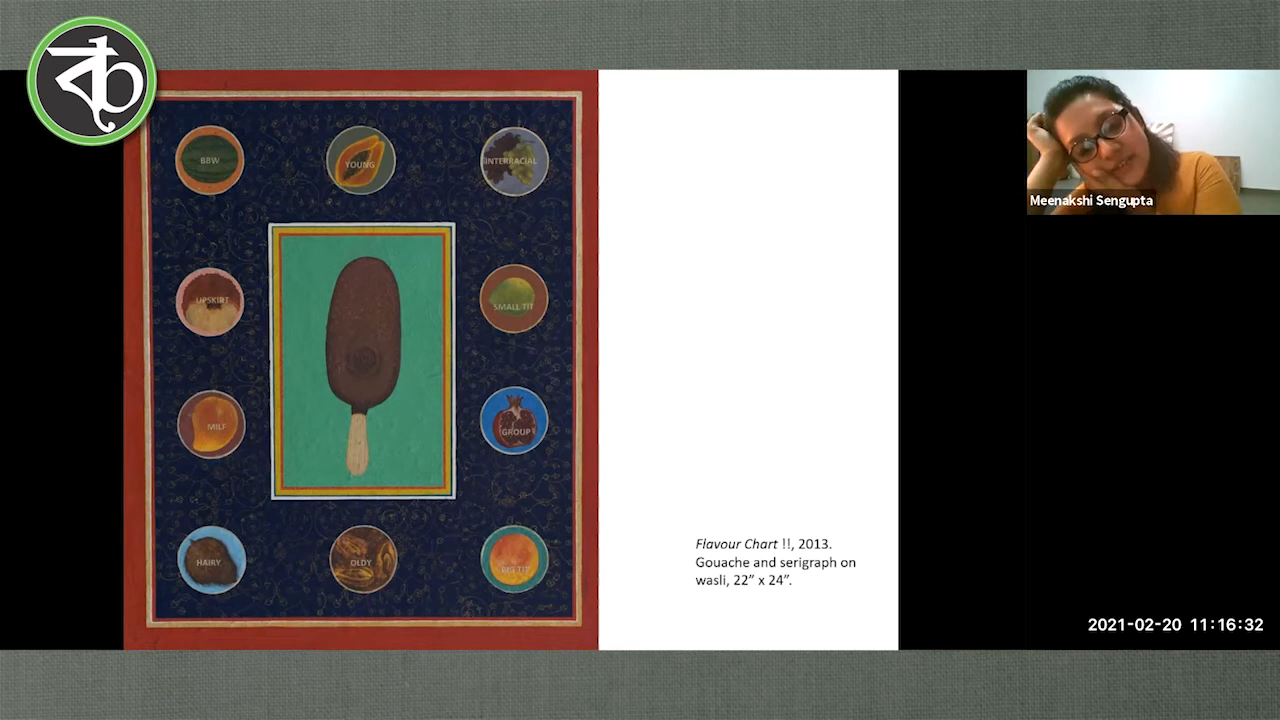 BBW
YOUNG
INTERRACIAL
UPSKIRT
SMALL TIT
MILF
GROUP
HAIRY
OLDY
BIG TIT
Flavour Chart !!, 2013.
Gouache and serigraph on
wasli, 22” x 24”.
Meenakshi Sengupta
2021-02-20 11:16:32